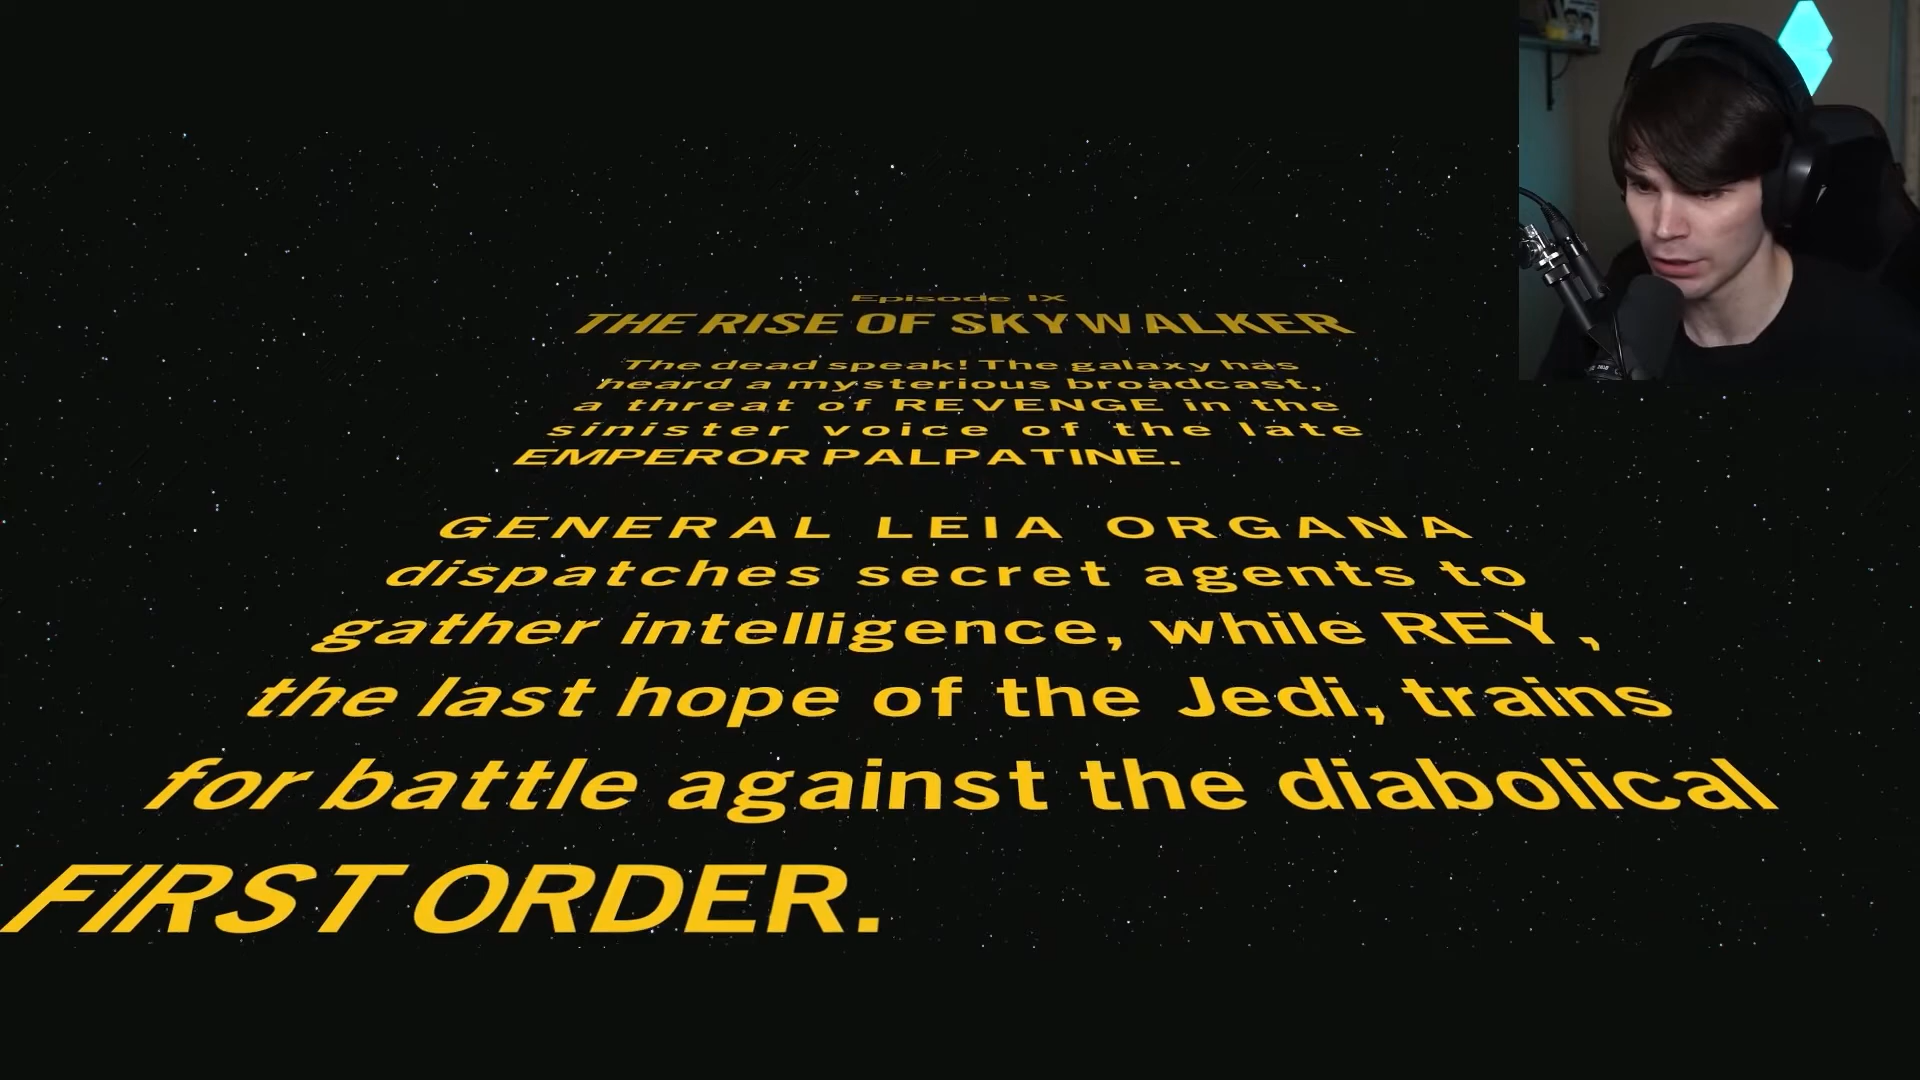 Episode IX
THE RISE OF SKYWALKER
The dead speak! The galaxy has
heard a mysterious broadcast,
a threat of REVENGE in the
sinister voice of the late
EMPEROR PALPATINE.
GENERAL LEIA ORGANA
dispatches secret agents to
gather intelligence, while REY,
the last hope of the Jedi, trains
for battle against the diabolical
FIRST ORDER.